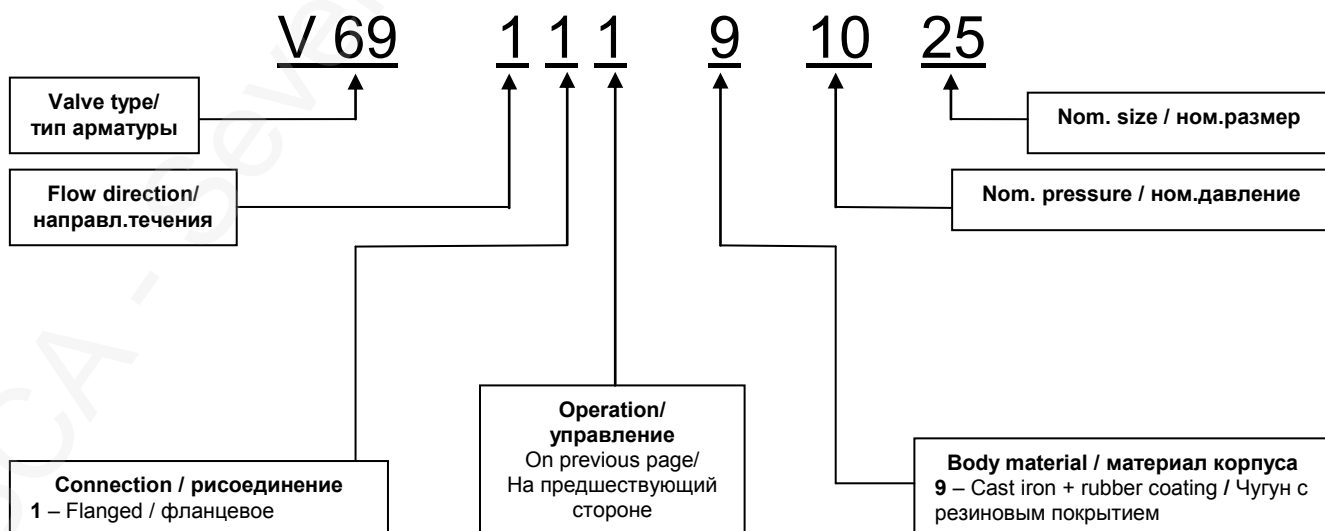 V 69 1 1 1 9 10 25
Valve type/
тип арматуры
Nom. size / ном.размер
Flow direction/
направл.течения
Nom. pressure / ном.давление
Operation/
управление
On previous page/
На предшествующий
стороне
Connection / рисоединение
1 – Flanged / фланцевое
Body material / материал корпуса
9 – Cast iron + rubber coating / Чугун с
резиновым покрытием